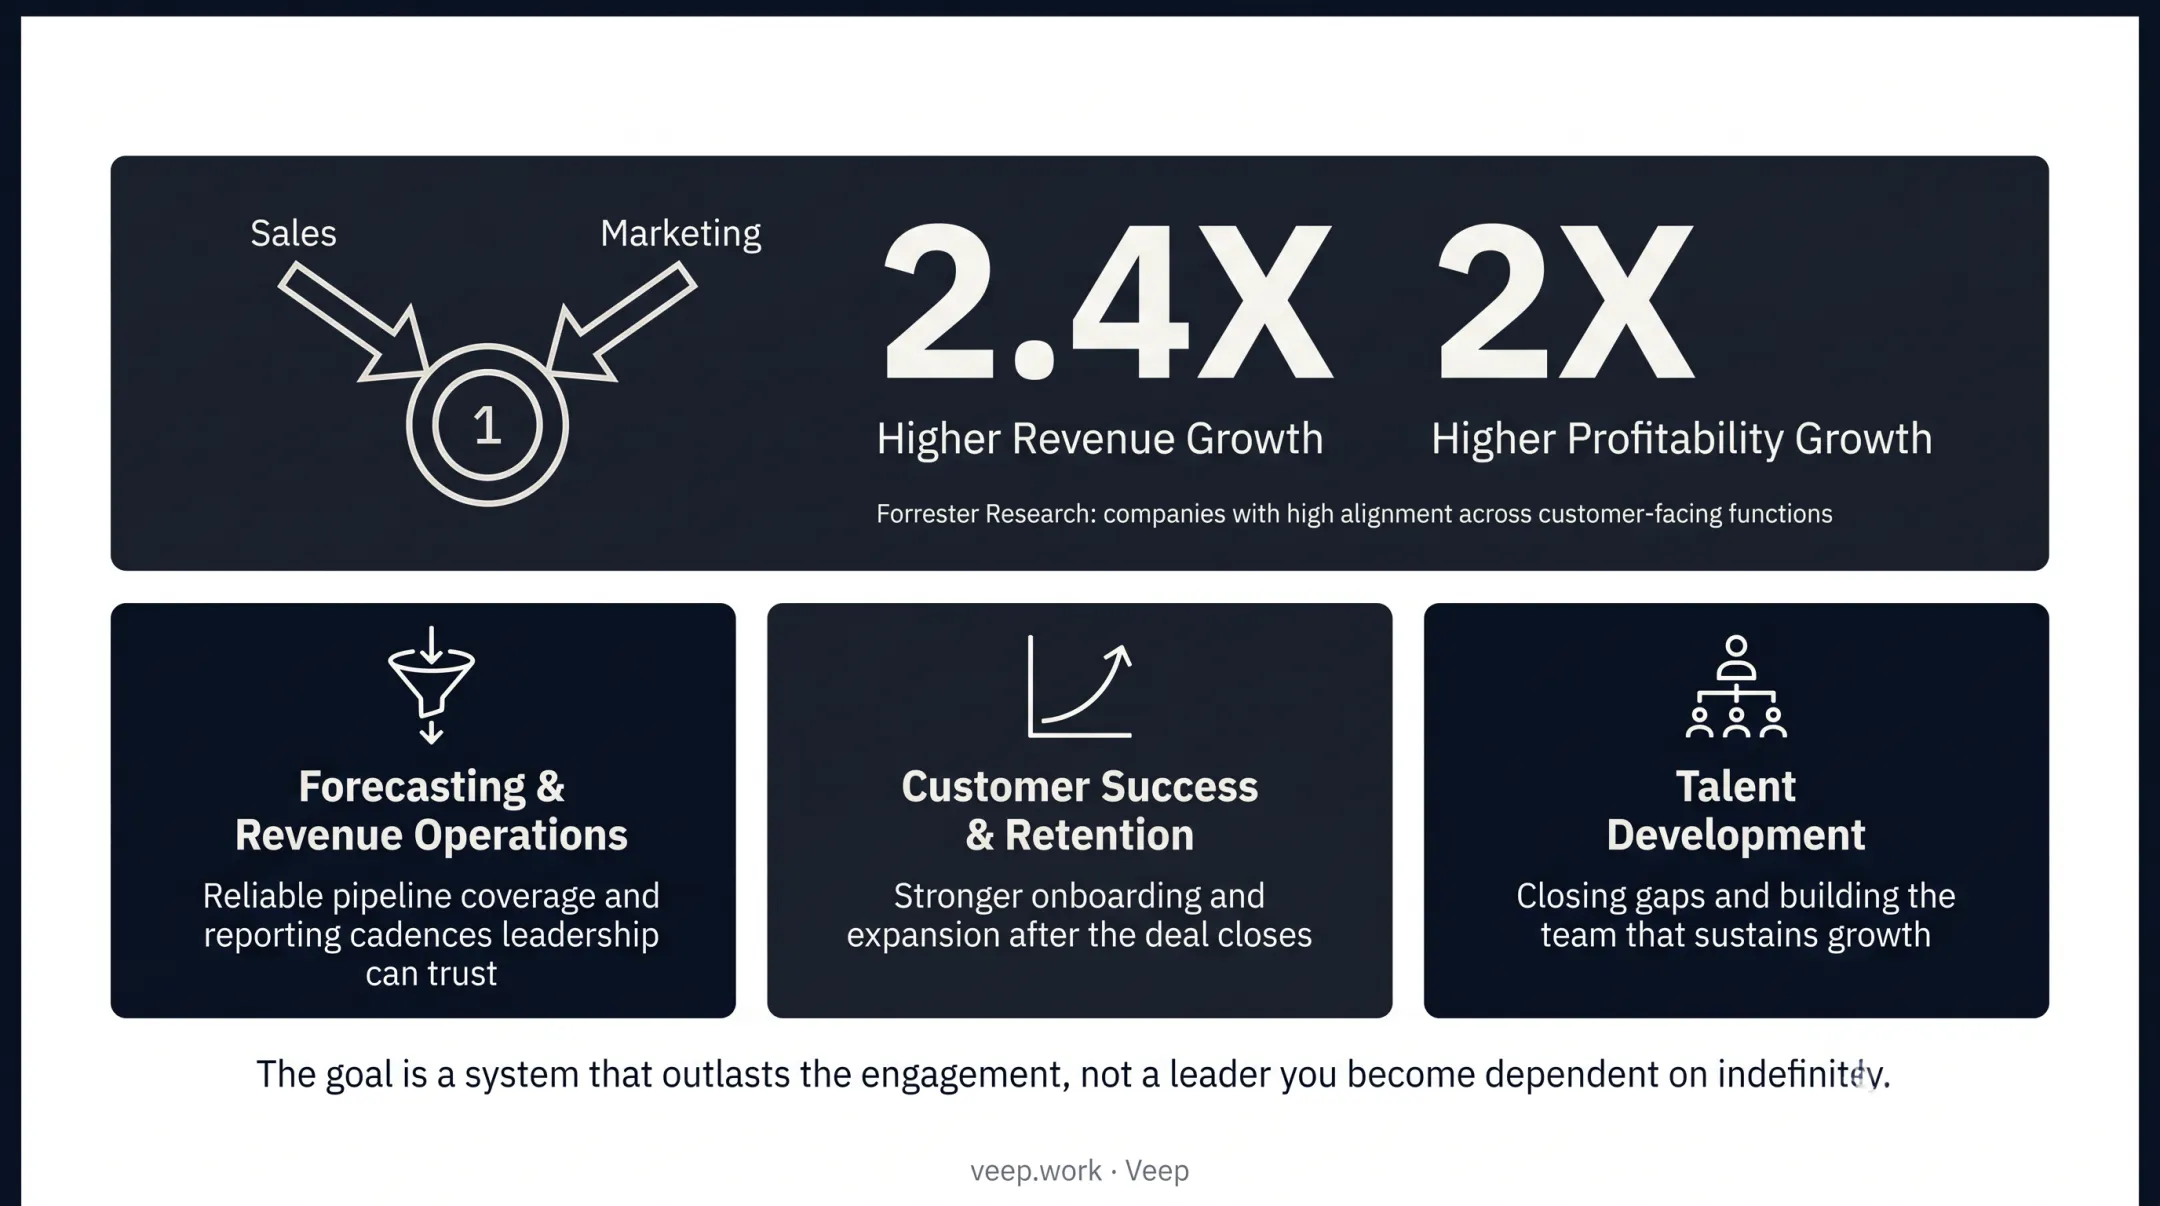 Sales
Marketing
1
2.4X
2X
Higher Revenue Growth
Higher Profitability Growth
Forrester Research: companies with high alignment across customer-facing functions
Forecasting &
Revenue Operations
Reliable pipeline coverage and
reporting cadences leadership
can trust
Customer Success
& Retention
Stronger onboarding and
expansion after the deal closes
Talent
Development
Closing gaps and building the
team that sustains growth
The goal is a system that outlasts the engagement, not a leader you become dependent on
veep.work · Veep